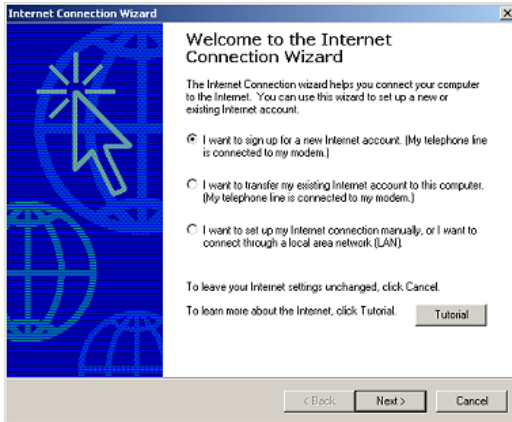 Internet Connection Wizard
Welcome to the Internet
Connection Wizard
The Internet Connection wizard helps you connect your computer
to the Internet. You can use this wizard to set up a new or
existing Internet account.
I want to sign up for a new Internet account. (My telephone line
is connected to my modem.)
I want to transfer my existing Internet account to this computer.
(My telephone line is connected to my modem.)
I want to set up my Internet connection manually, or I want to
connect through a local area network (LAN).
To leave your Internet settings unchanged, click Cancel.
To learn more about the Internet, click Tutorial.
Tutorial
< Back
Next >
Cancel